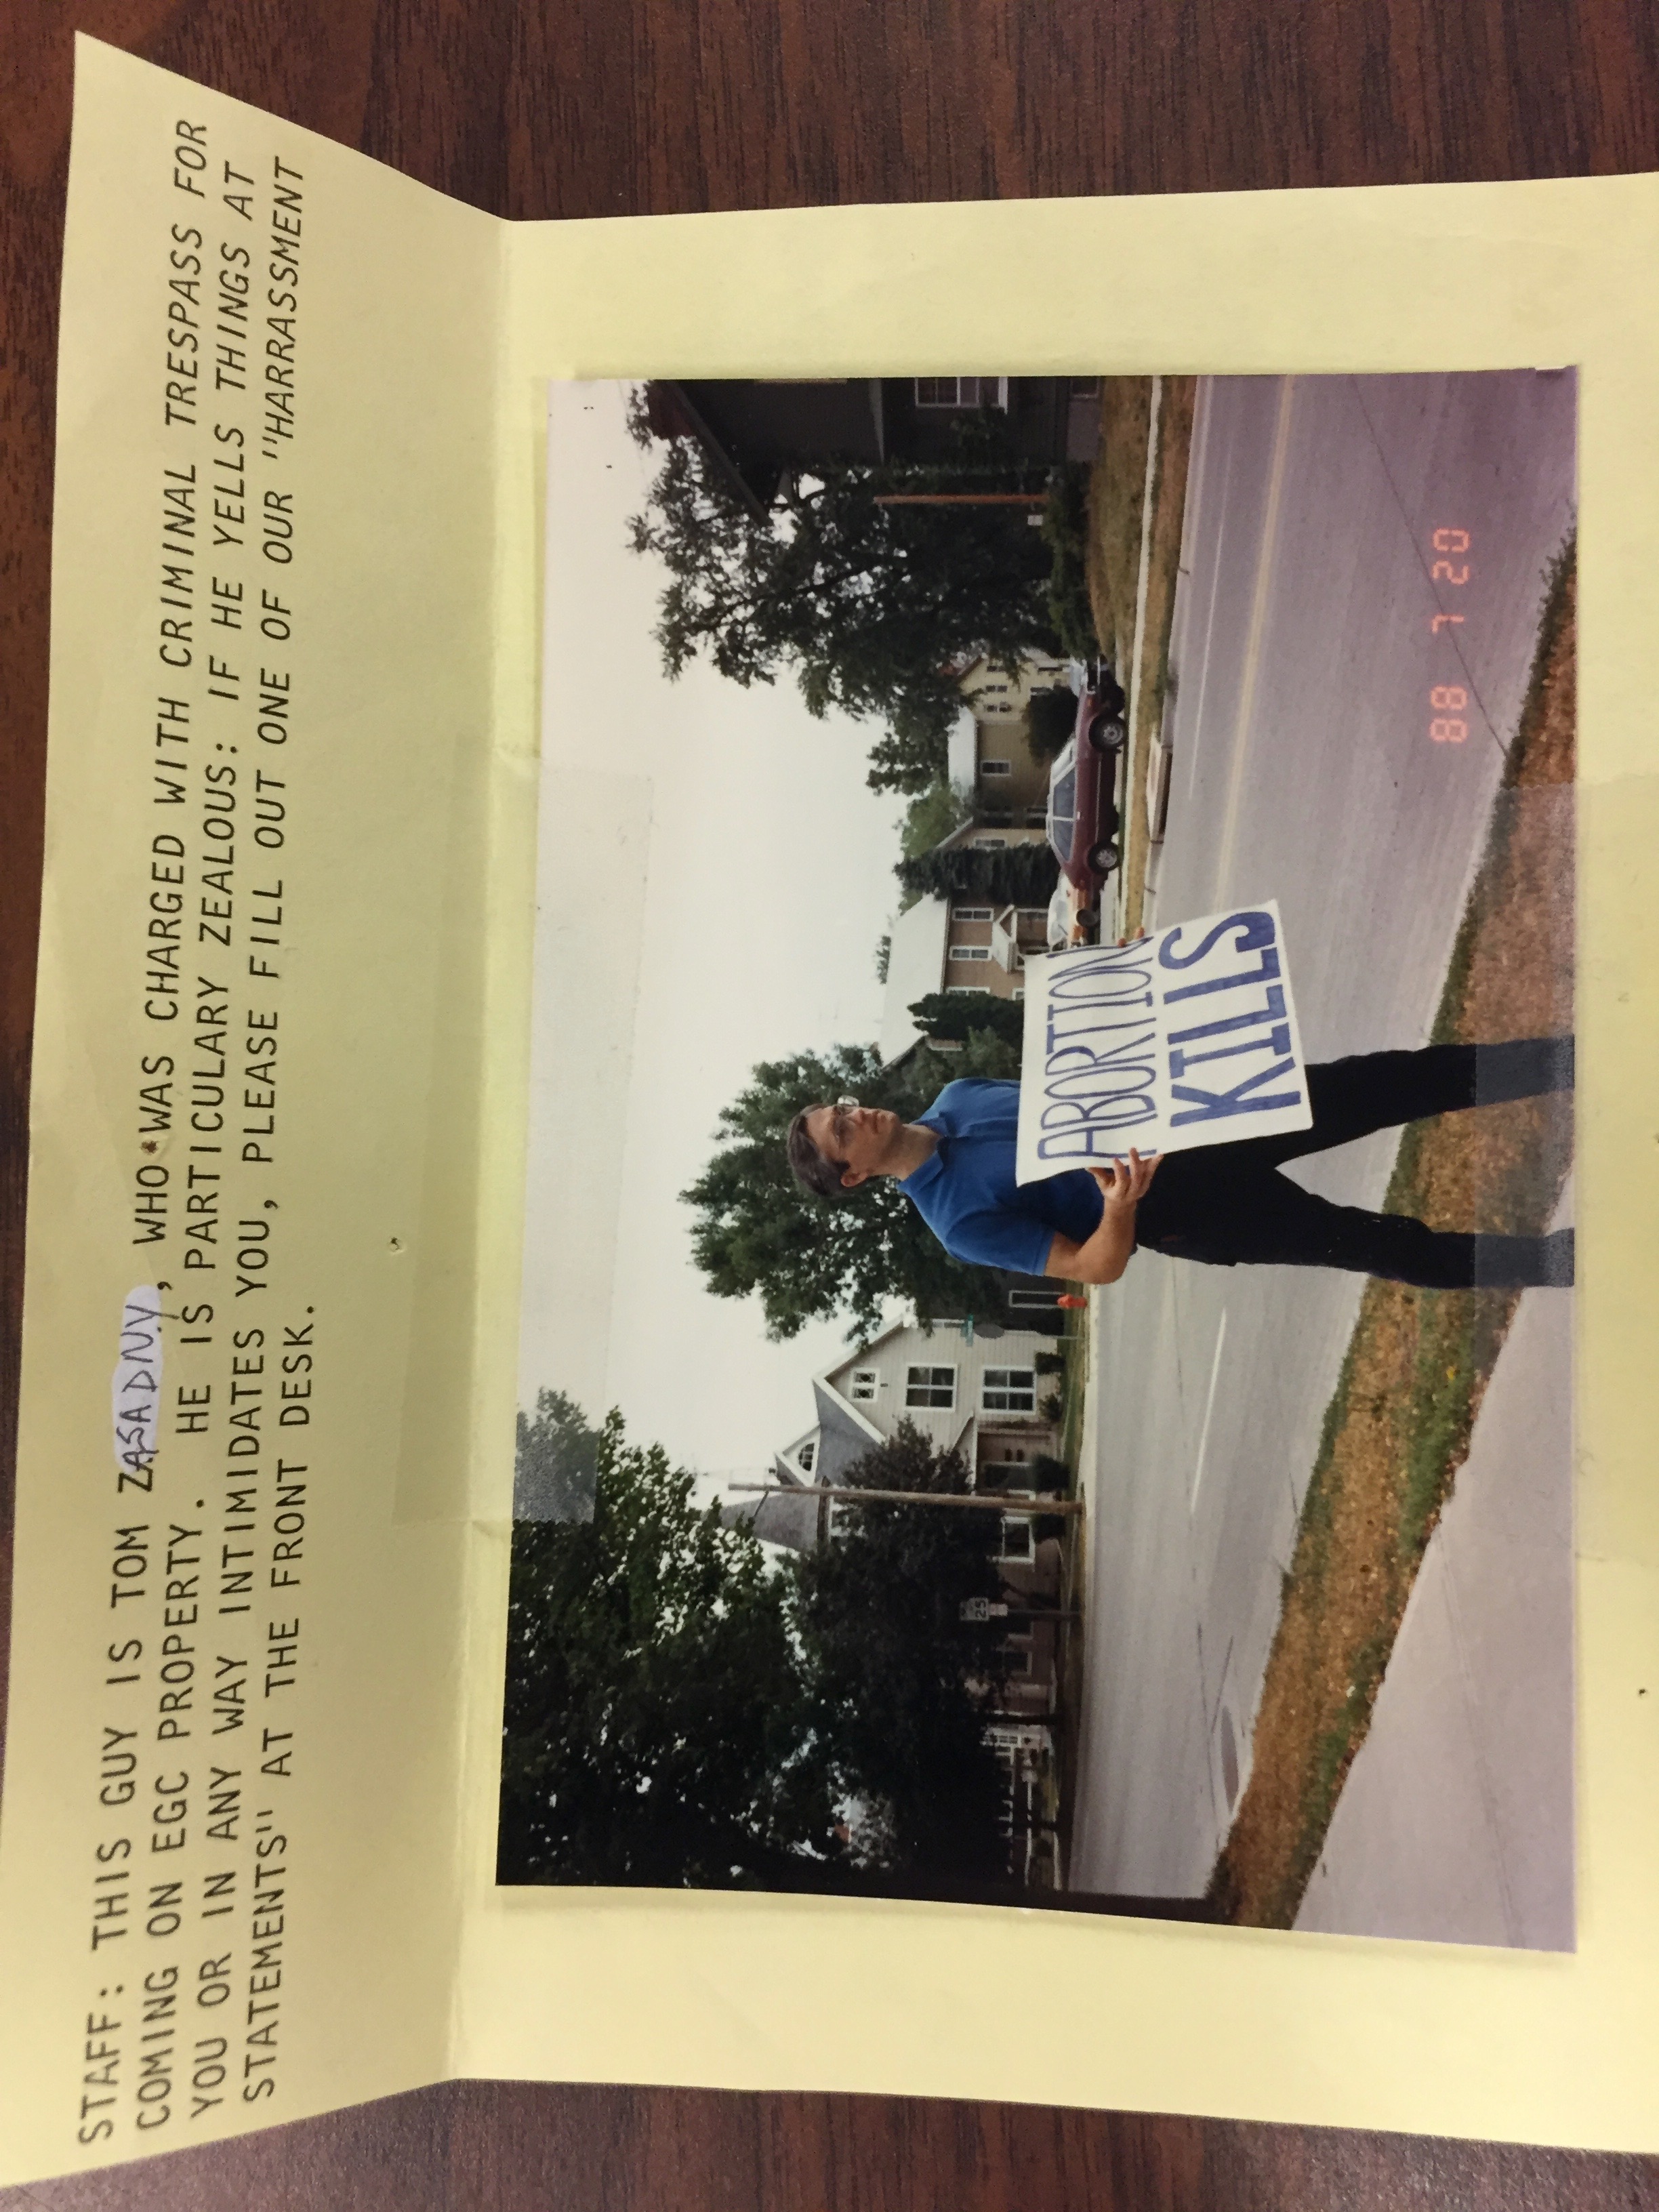 STAFF: THIS GUY IS TOM ZASADNY, WHO WAS CHARGED WITH CRIMINAL TRESPASS FOR
COMING ON EGC PROPERTY. HE IS PARTICULARY ZEALOUS: IF HE YELLS THINGS AT
YOU OR IN ANY WAY INTIMIDATES YOU, PLEASE FILL OUT ONE OF OUR "HARRASSMENT
STATEMENTS" AT THE FRONT DESK.
25
ABORTION
KILLS
88 7 20